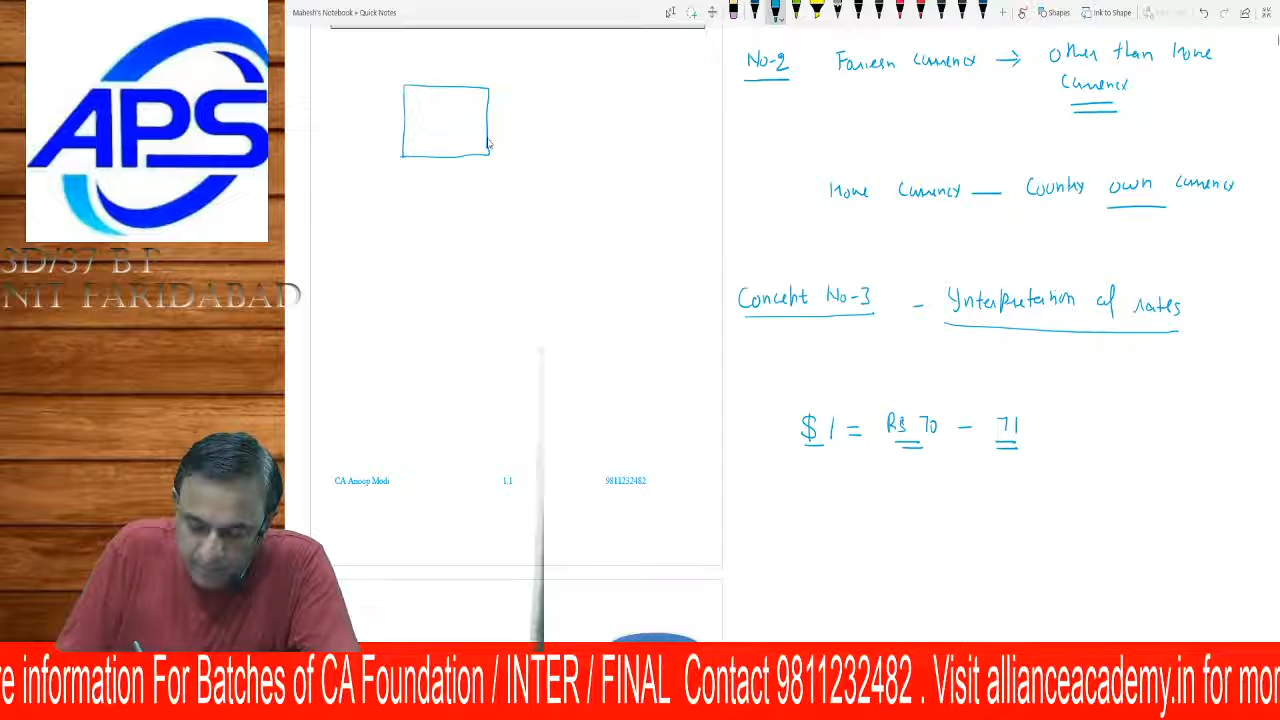 APS
3D/37 B.P.
NIT FARIDABAD
Mahesh's Notebook • Quick Notes
Shapes
Ink to Shape
No-2 Foriegn currency → Other than Home
Currency
Home Currency — Country own currency
Concept No-3 - Interpretation of rates
$ 1 = RS 70 - 71
CA Anoop Modi 1.1 9811232482
re information For Batches of CA Foundation / INTER / FINAL Contact 9811232482 . Visit allianceacademy.in for mor